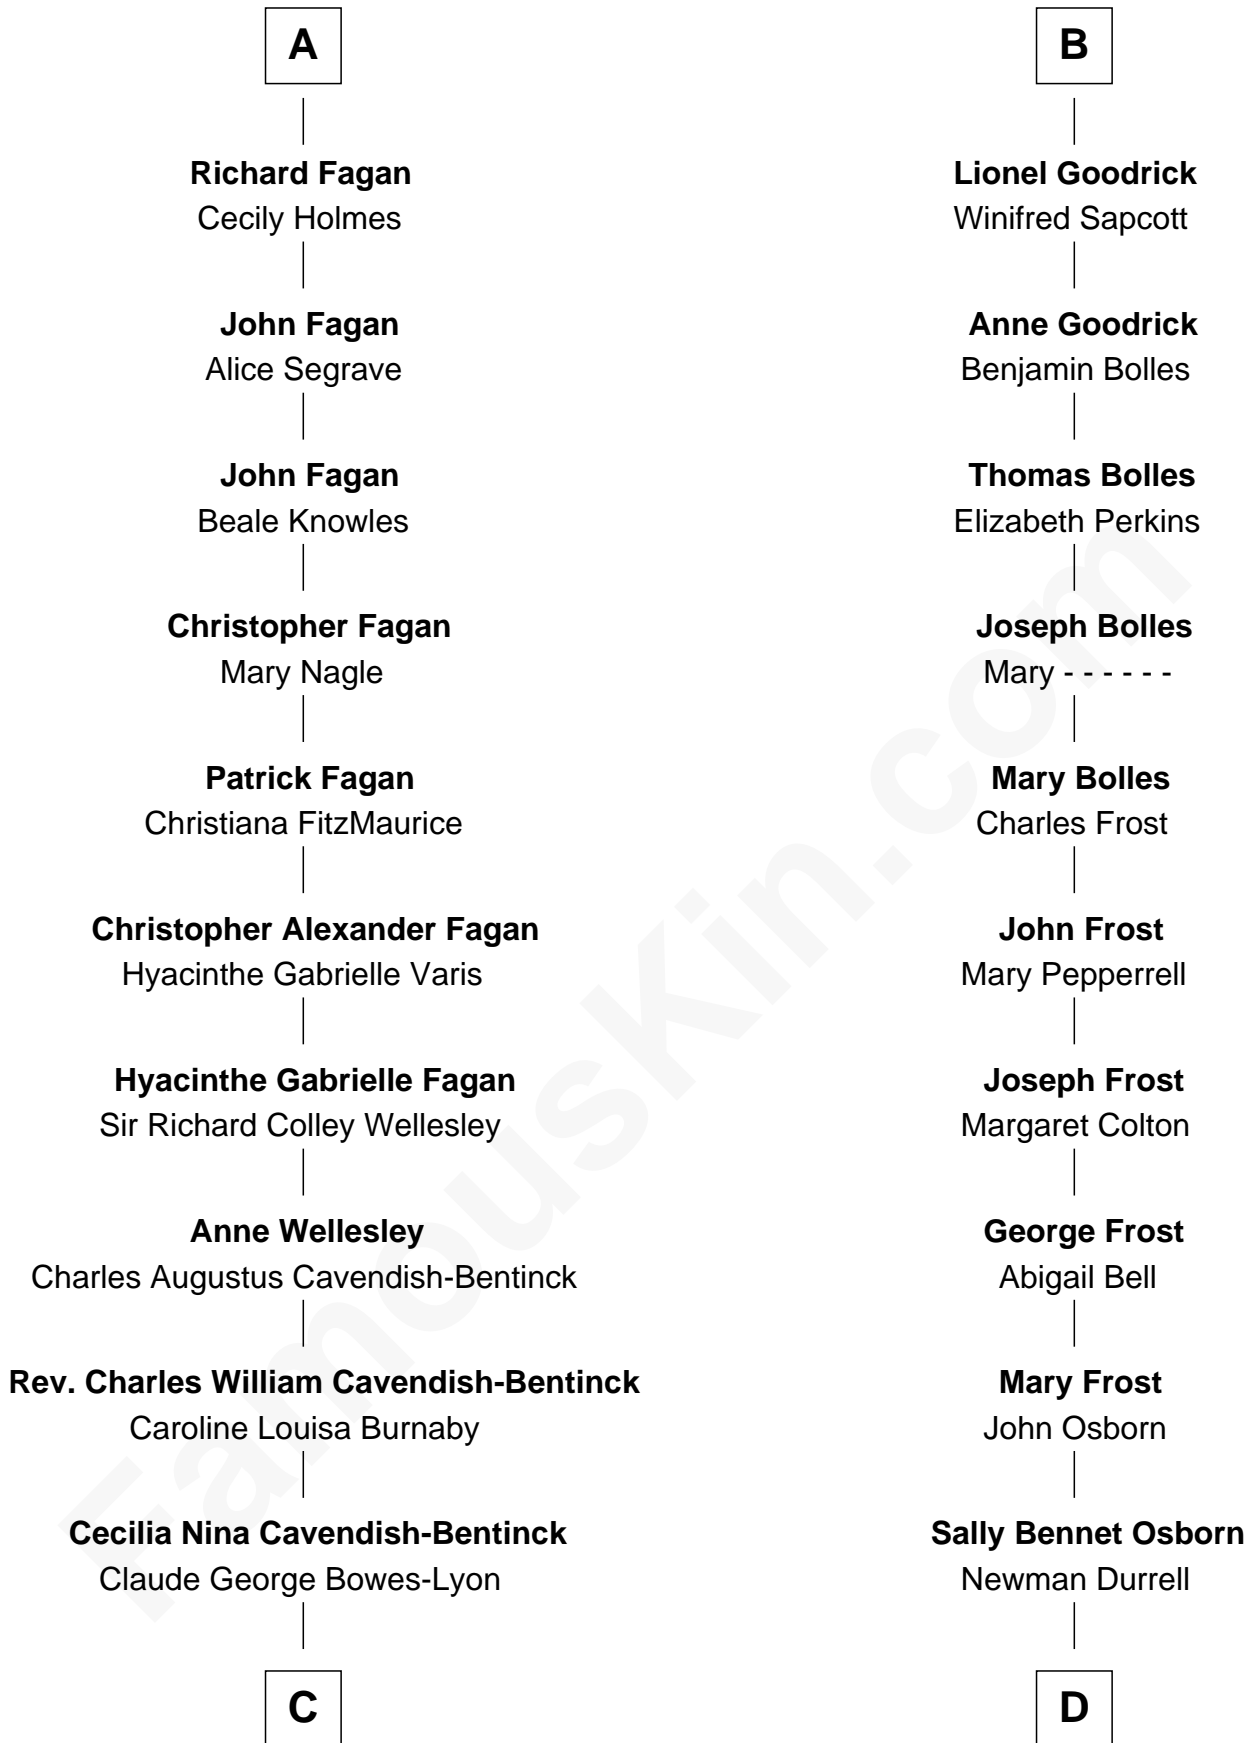 A
Richard Fagan
Cecily Holmes
John Fagan
Alice Segrave
John Fagan
Beale Knowles
Christopher Fagan
Mary Nagle
Patrick Fagan
Christiana FitzMaurice
Christopher Alexander Fagan
Hyacinthe Gabrielle Varis
Hyacinthe Gabrielle Fagan
Sir Richard Colley Wellesley
Anne Wellesley
Charles Augustus Cavendish-Bentinck
Rev. Charles William Cavendish-Bentinck
Caroline Louisa Burnaby
Cecilia Nina Cavendish-Bentinck
Claude George Bowes-Lyon
C
B
Lionel Goodrick
Winifred Sapcott
Anne Goodrick
Benjamin Bolles
Thomas Bolles
Elizabeth Perkins
Joseph Bolles
Mary - - - - - -
Mary Bolles
Charles Frost
John Frost
Mary Pepperrell
Joseph Frost
Margaret Colton
George Frost
Abigail Bell
Mary Frost
John Osborn
Sally Bennet Osborn
Newman Durrell
D
FamousKin.com